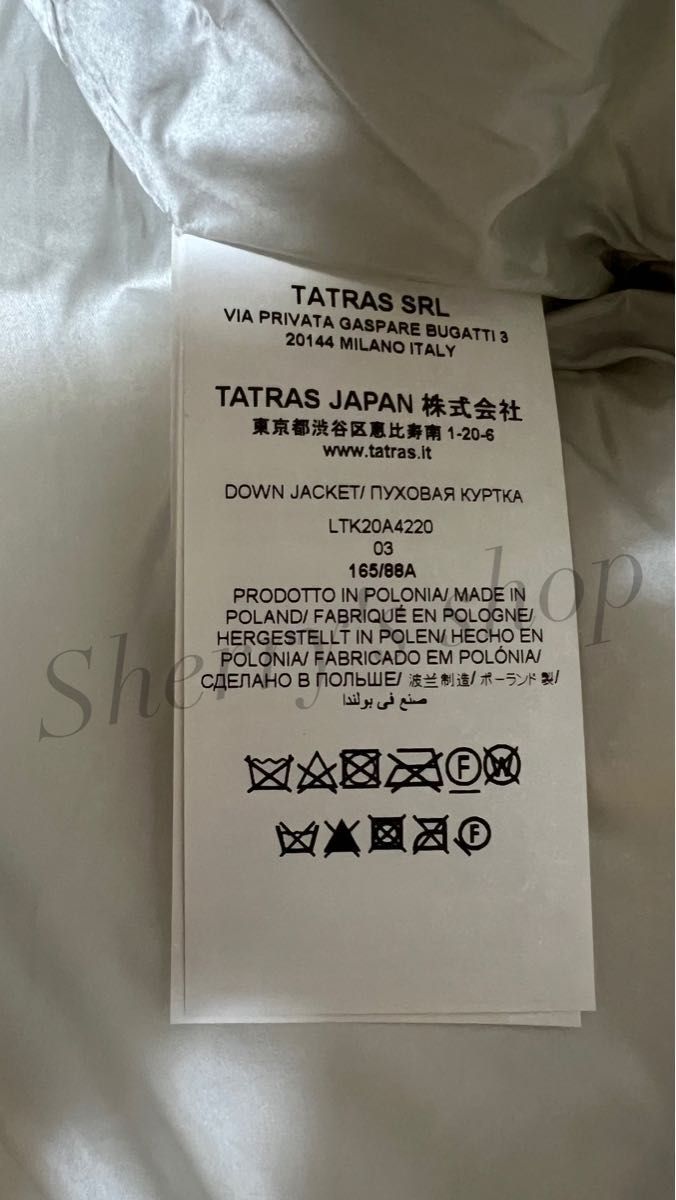 TATRAS SRL
VIA PRIVATA GASPARE BUGATTI 3
20144 MILANO ITALY
TATRAS JAPAN 株式会社
東京都渋谷区恵比寿南 1-20-6
www.tatras.it
DOWN JACKET/ ПУХОВАЯ КУРТКА
LTK20A4220
03
165/88A
PRODOTTO IN POLONIA/ MADE IN
POLAND/ FABRIQUÉ EN POLOGNE/
HERGESTELLT IN POLEN/ HECHO EN
POLONIA/ FABRICADO EM POLÓNIA/
СДЕЛАНО В ПОЛЬШЕ/ 波兰制造/ ポーランド製/
صنع في بولندا
F W
F
shop